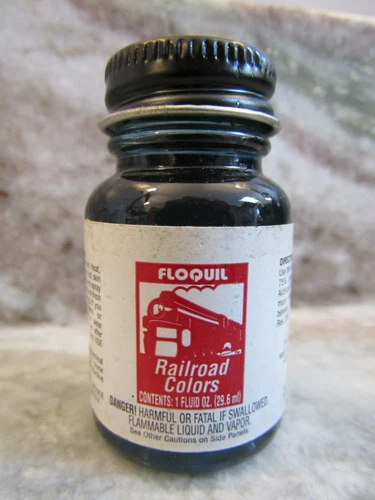 FLOQUIL
Railroad
Colors
CONTENTS: 1 FLUID OZ. (29.6 ml)
DANGER! HARMFUL OR FATAL IF SWALLOWED.
FLAMMABLE LIQUID AND VAPOR.
See Other Cautions on Side Panels.